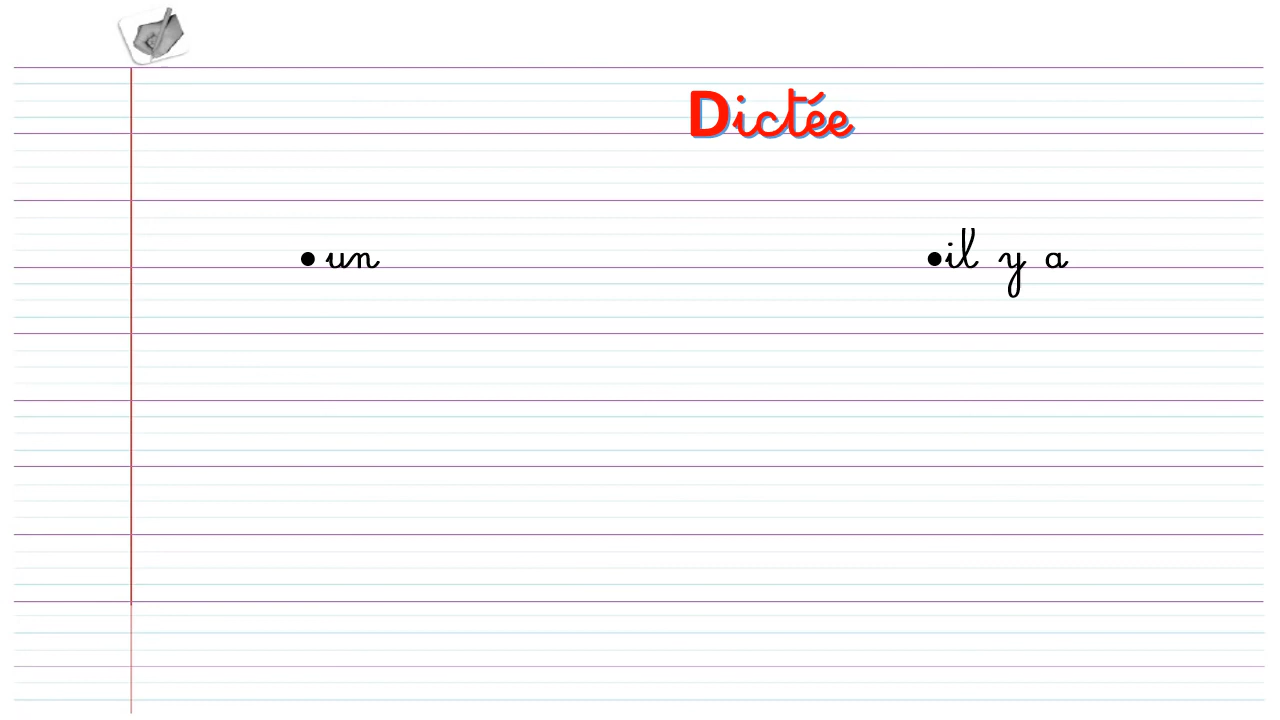 Dictée
• un
• il y a